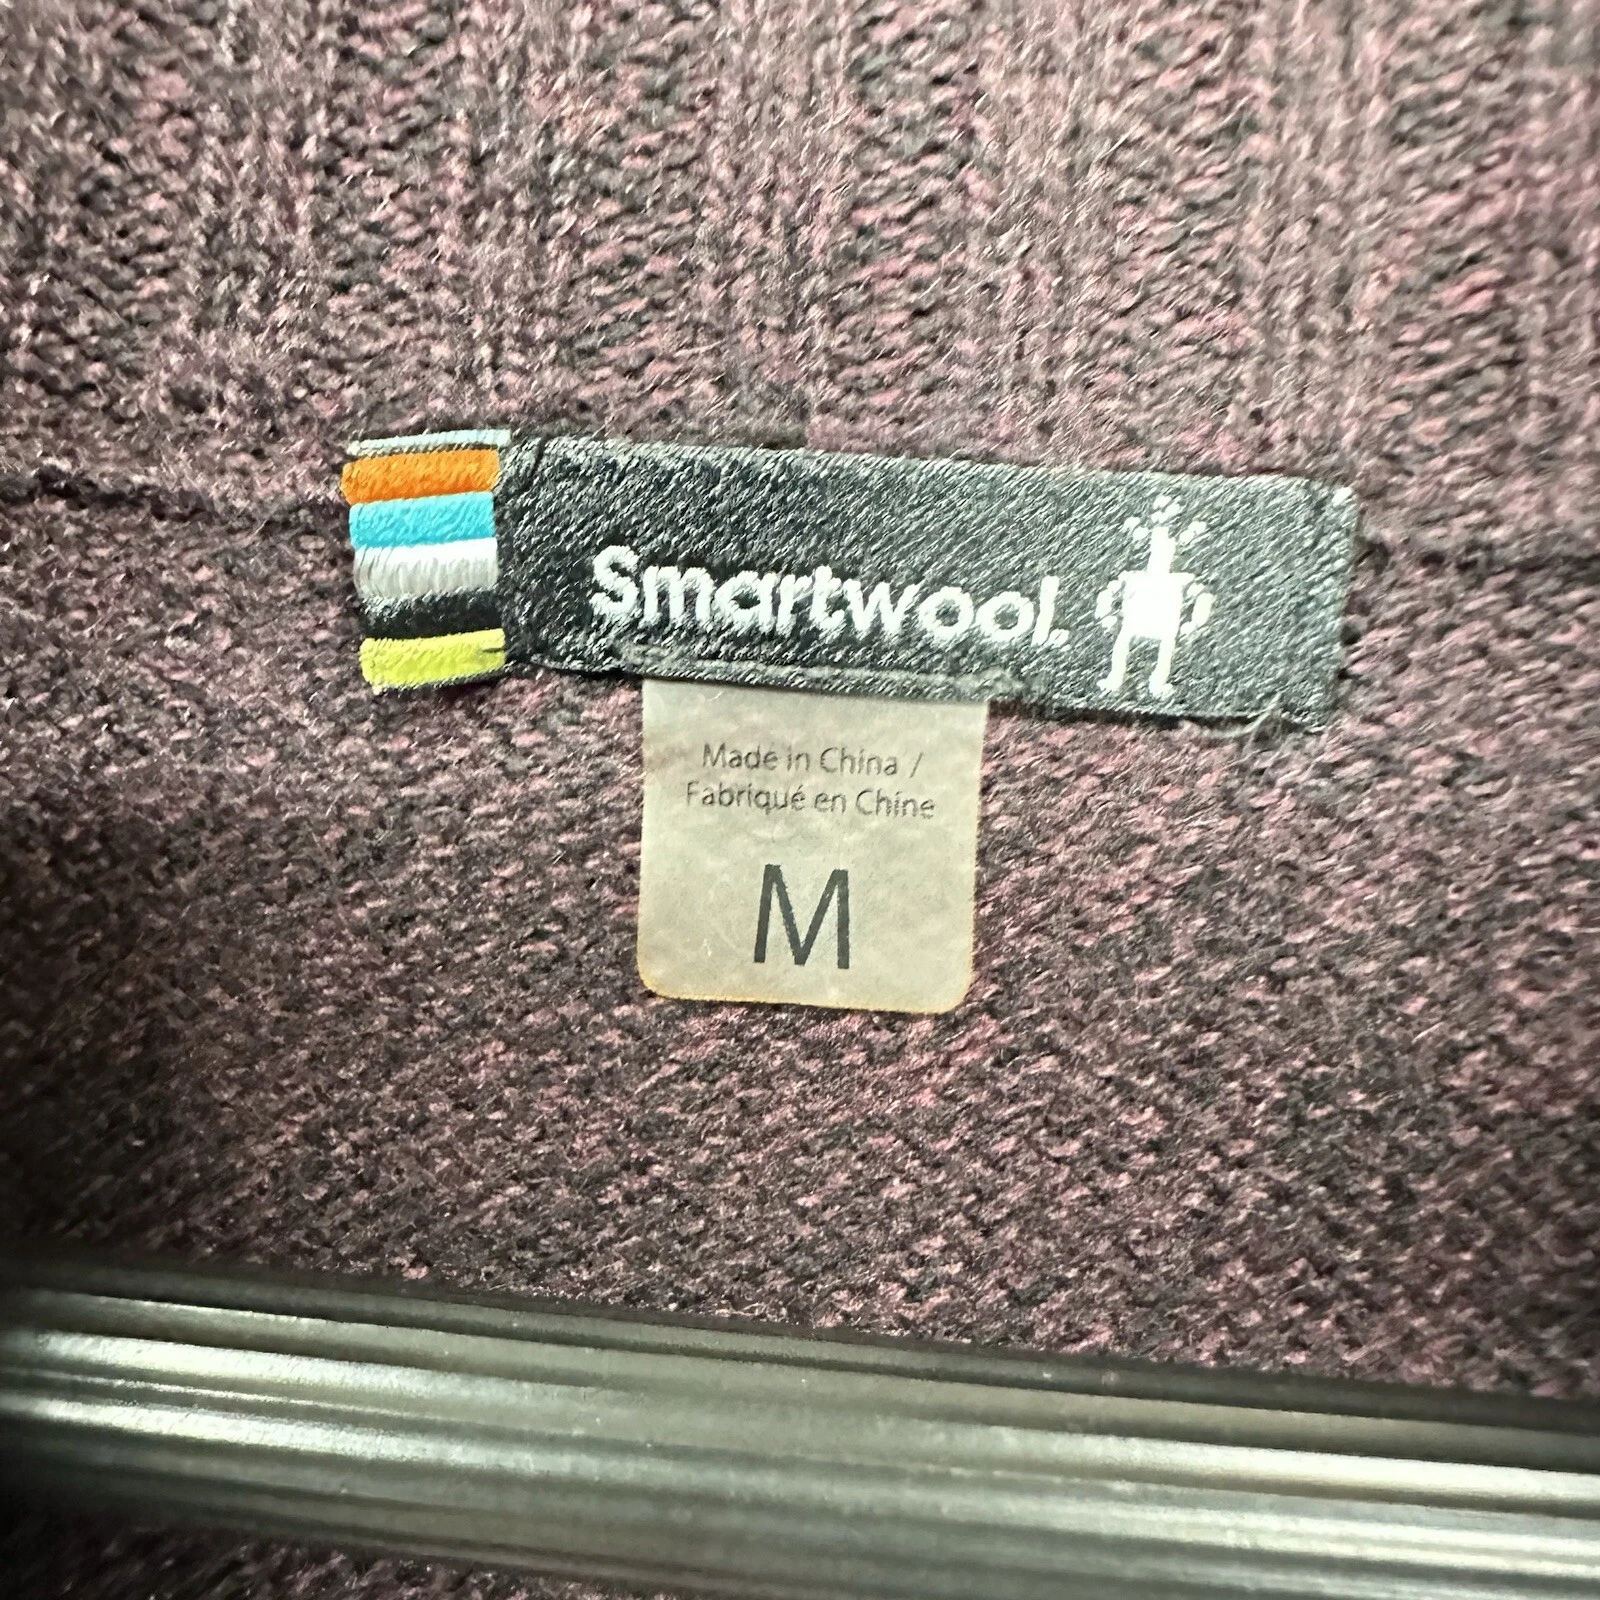 Smartwool.
Made in China /
Fabriqué en Chine
M